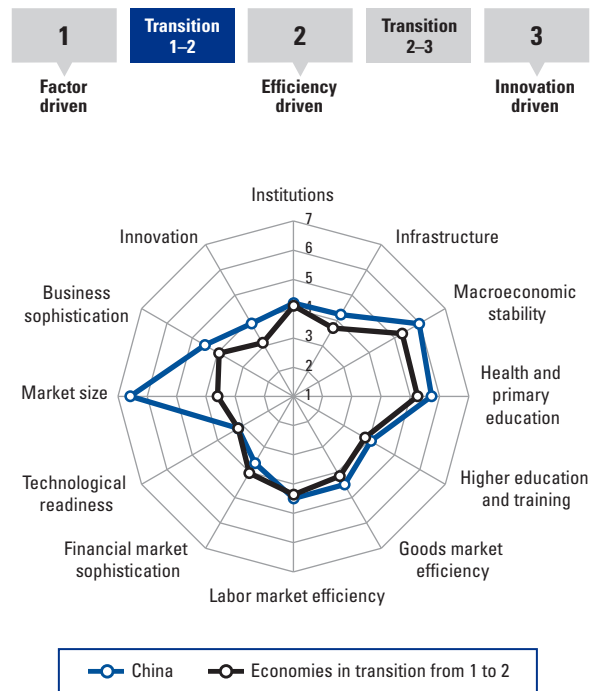 1
Transition
1–2
2
Transition
2–3
3
Factor
driven
Efficiency
driven
Innovation
driven
Institutions
Innovation
Infrastructure
Business
sophistication
Macroeconomic
stability
Market size
Health and
primary
education
Technological
readiness
Higher education
and training
Financial market
sophistication
Goods market
efficiency
Labor market efficiency
7
6
5
4
3
2
1
China
Economies in transition from 1 to 2